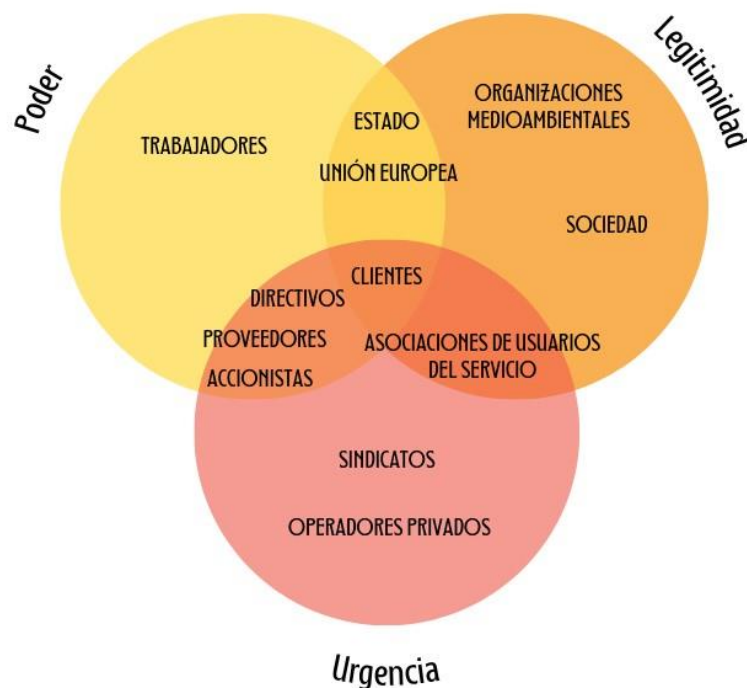 Poder
Legitimidad
TRABAJADORES
ESTADO
UNIÓN EUROPEA
ORGANIZACIONES
MEDIOAMBIENTALES
SOCIEDAD
CLIENTES
DIRECTIVOS
PROVEEDORES
ACCIONISTAS
ASOCIACIONES DE USUARIOS
DEL SERVICIO
SINDICATOS
OPERADORES PRIVADOS
Urgencia